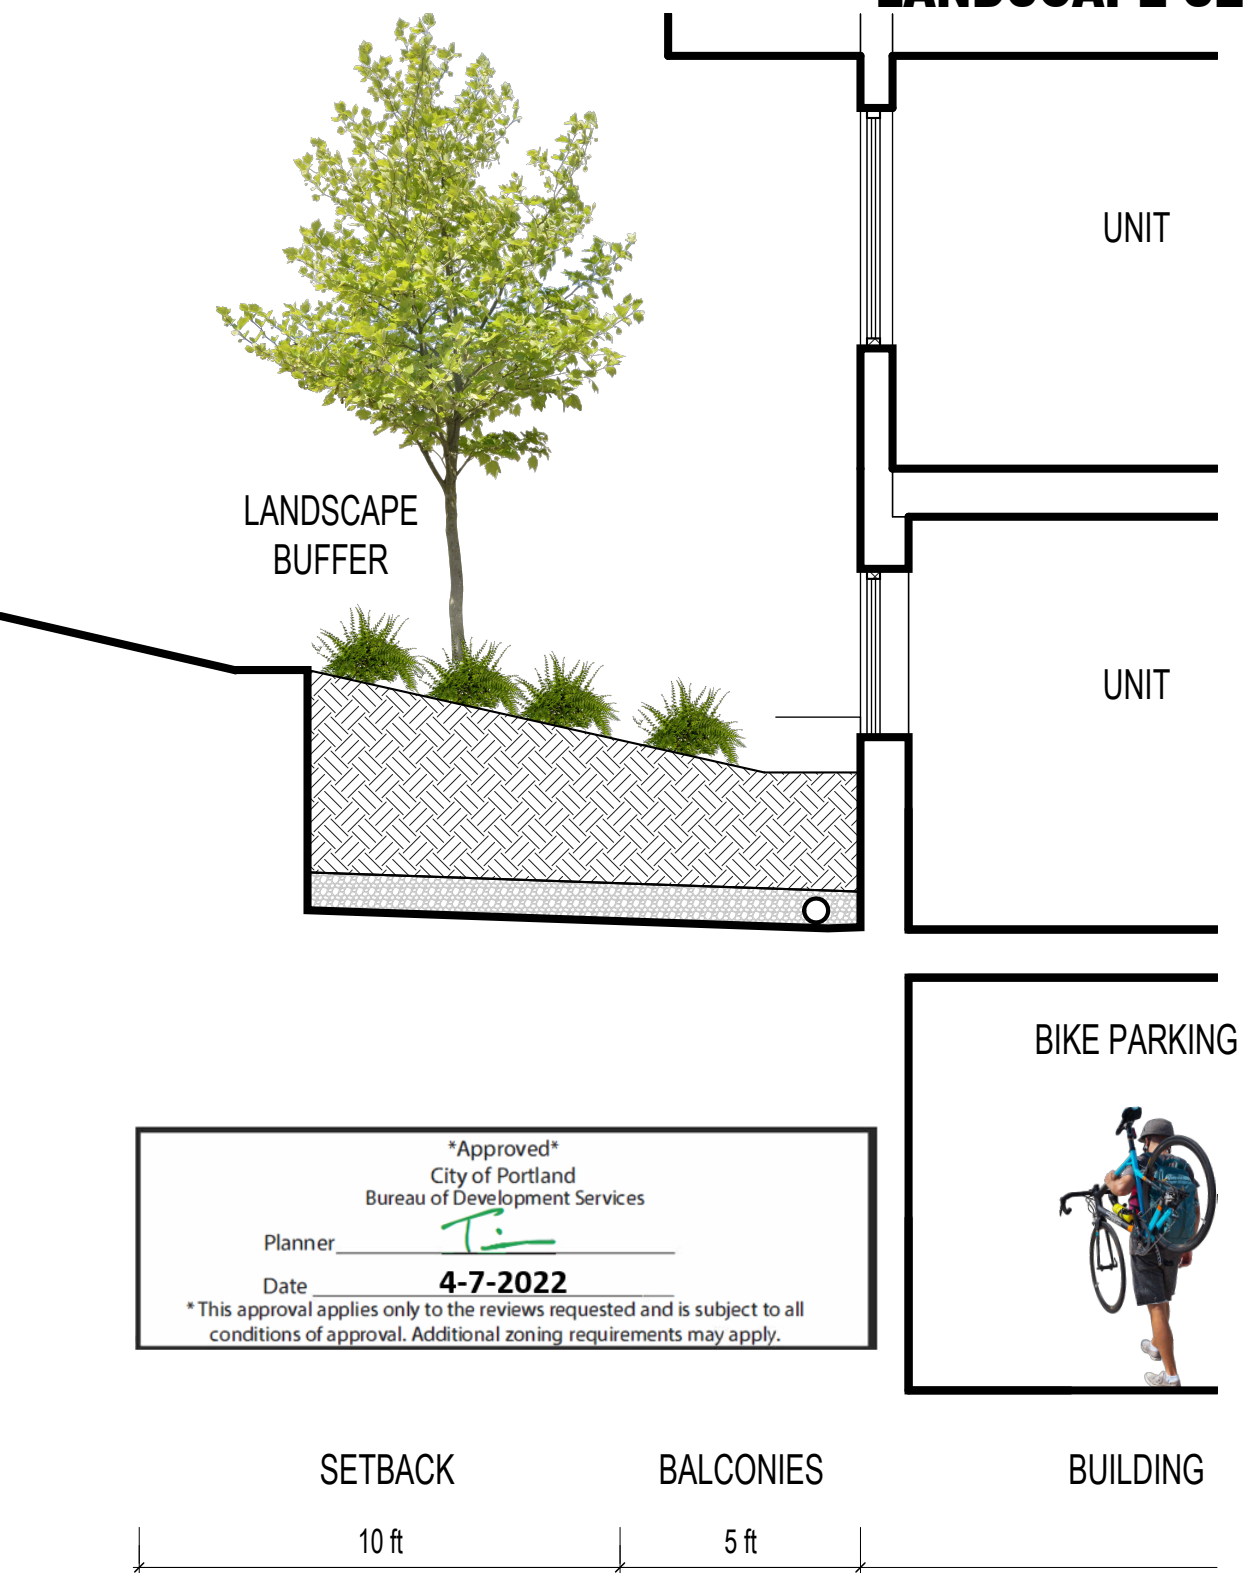 UNIT
LANDSCAPE
BUFFER
UNIT
BIKE PARKING
*Approved*
City of Portland
Bureau of Development Services
Planner
Date 4-7-2022
*This approval applies only to the reviews requested and is subject to all
conditions of approval. Additional zoning requirements may apply.
SETBACK BALCONIES BUILDING
10 ft 5 ft